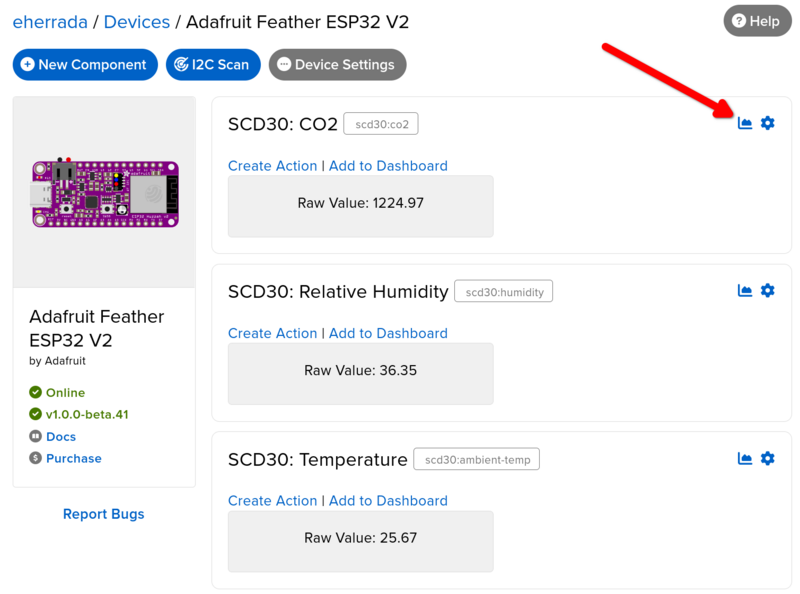 eherrada / Devices / Adafruit Feather ESP32 V2
Help
New Component
I2C Scan
Device Settings
Adafruit Feather
ESP32 V2
by Adafruit
Online
v1.0.0-beta.41
Docs
Purchase
Report Bugs
SCD30: CO2 scd30:co2
Create Action | Add to Dashboard
Raw Value: 1224.97
SCD30: Relative Humidity scd30:humidity
Create Action | Add to Dashboard
Raw Value: 36.35
SCD30: Temperature scd30:ambient-temp
Create Action | Add to Dashboard
Raw Value: 25.67